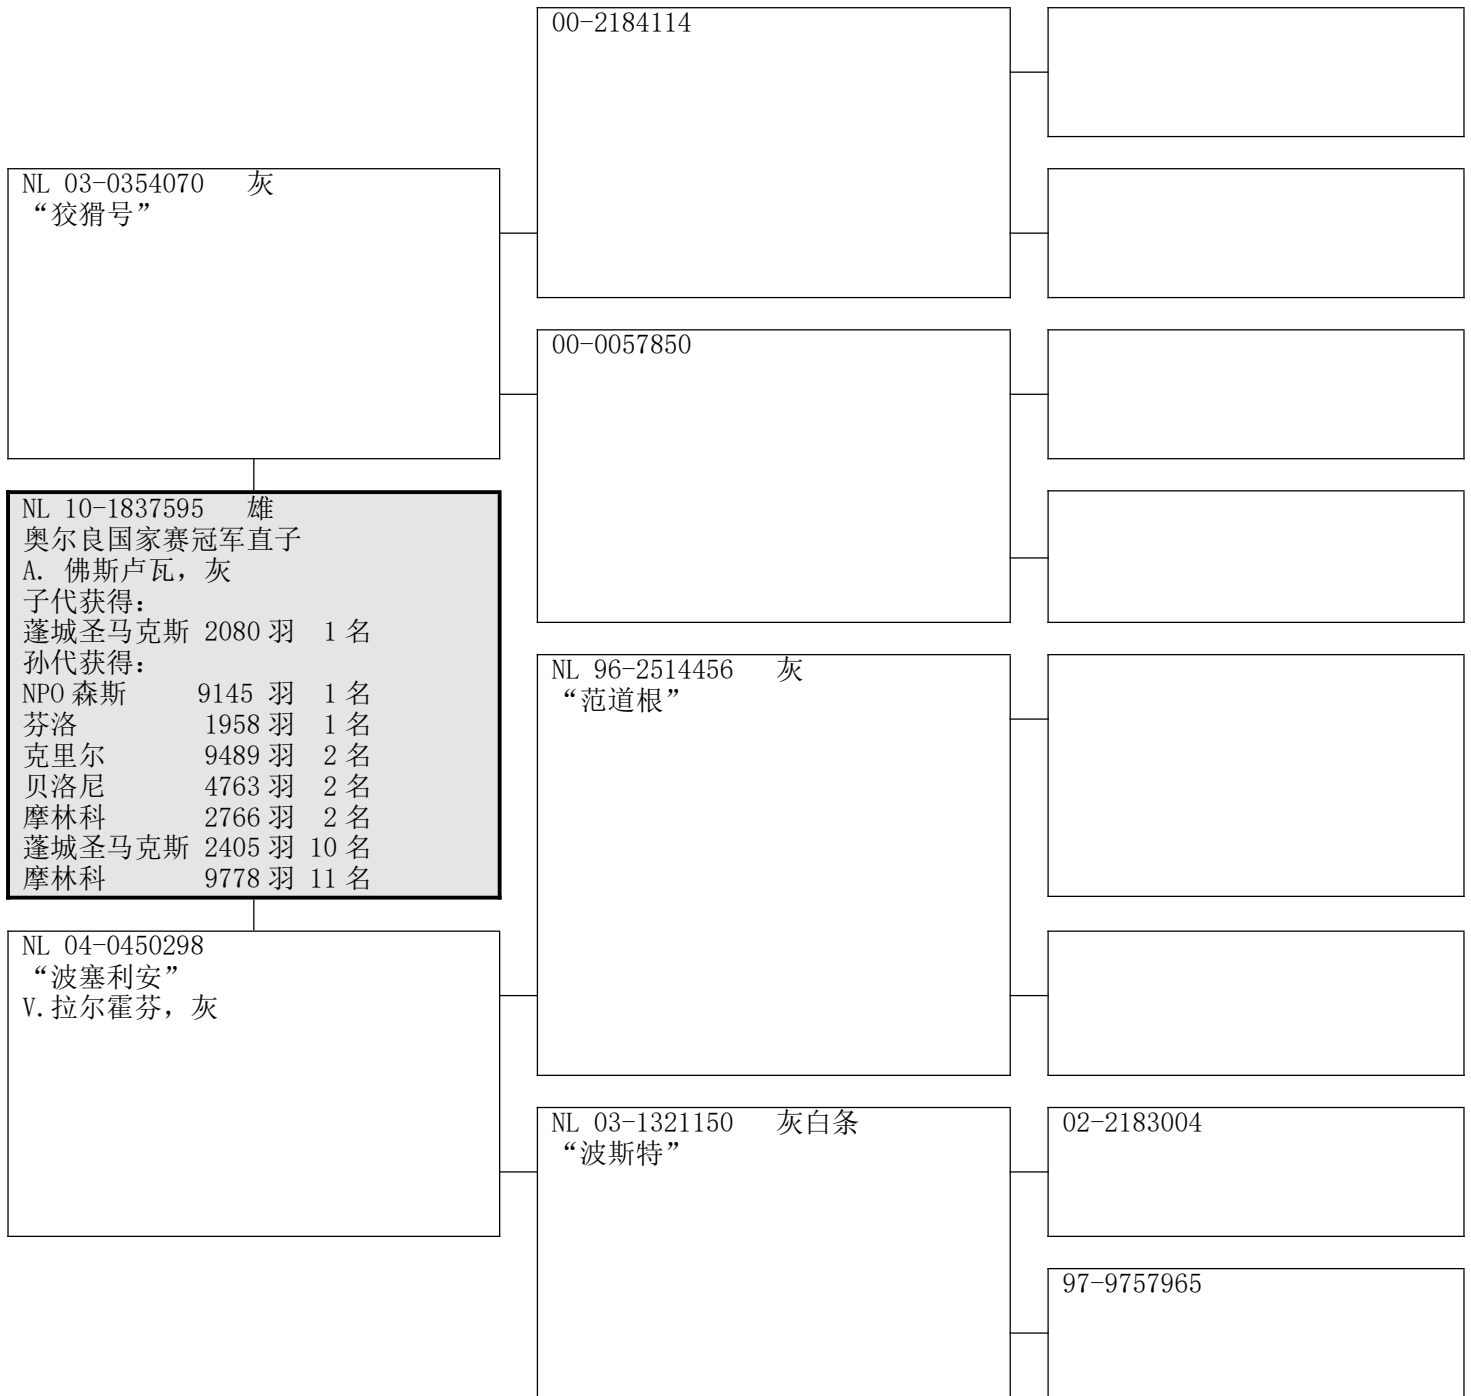 00-2184114
NL 03-0354070 灰
“狡猾号”
00-0057850
NL 10-1837595 雄
奥尔良国家赛冠军直子
A. 佛斯卢瓦，灰
子代获得：
蓬城圣马克斯 2080 羽 1 名
孙代获得：
NPO 森斯 9145 羽 1 名
芬洛 1958 羽 1 名
克里尔 9489 羽 2 名
贝洛尼 4763 羽 2 名
摩林科 2766 羽 2 名
蓬城圣马克斯 2405 羽 10 名
摩林科 9778 羽 11 名
NL 96-2514456 灰
“范道根”
NL 04-0450298
“波塞利安”
V.拉尔霍芬，灰
NL 03-1321150 灰白条
“波斯特”
02-2183004
97-9757965